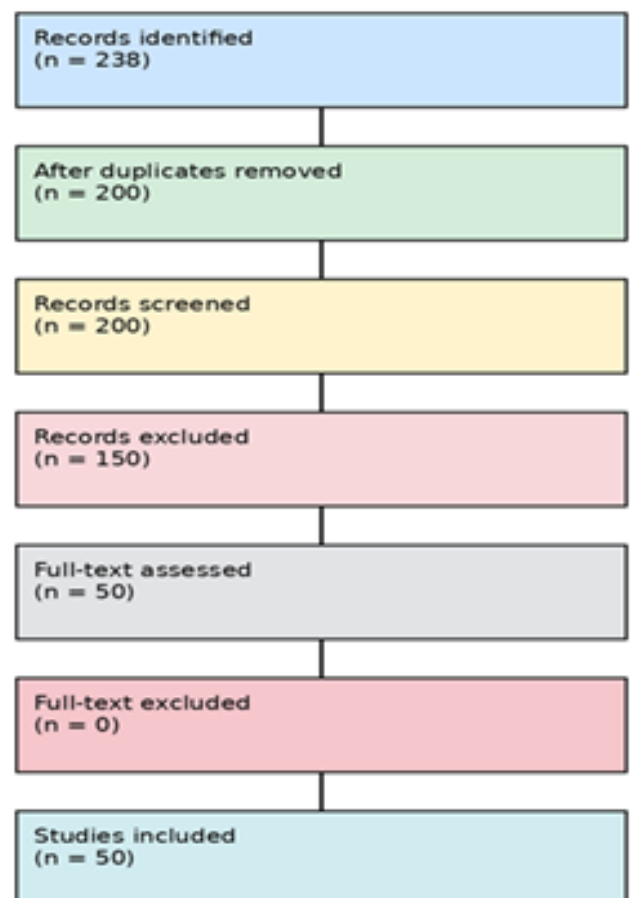 Records identified
(n = 238)
After duplicates removed
(n = 200)
Records screened
(n = 200)
Records excluded
(n = 150)
Full-text assessed
(n = 50)
Full-text excluded
(n = 0)
Studies included
(n = 50)